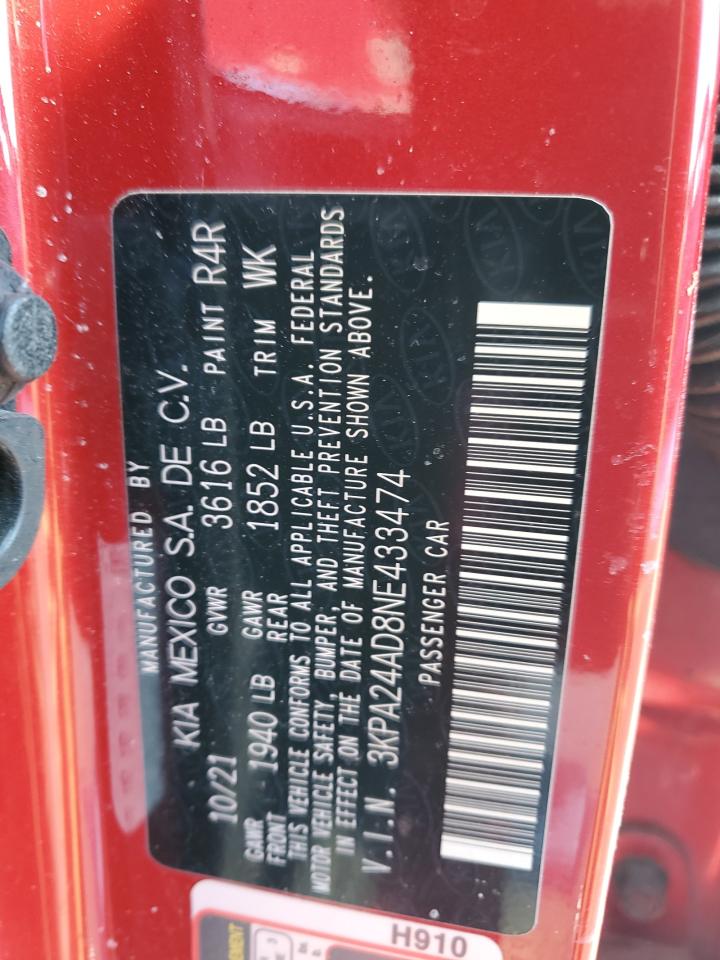 MANUFACTURED BY
KIA MEXICO S.A. DE C.V.
10/21 GVWR 3616 LB PAINT R4R
GAWR FRONT 1940 LB GAWR REAR 1852 LB TRIM WK
THIS VEHICLE CONFORMS TO ALL APPLICABLE U.S.A. FEDERAL
MOTOR VEHICLE SAFETY, BUMPER, AND THEFT PREVENTION STANDARDS
IN EFFECT ON THE DATE OF MANUFACTURE SHOWN ABOVE.
V.I.N. 3KPA24AD8NE433474
PASSENGER CAR
H910